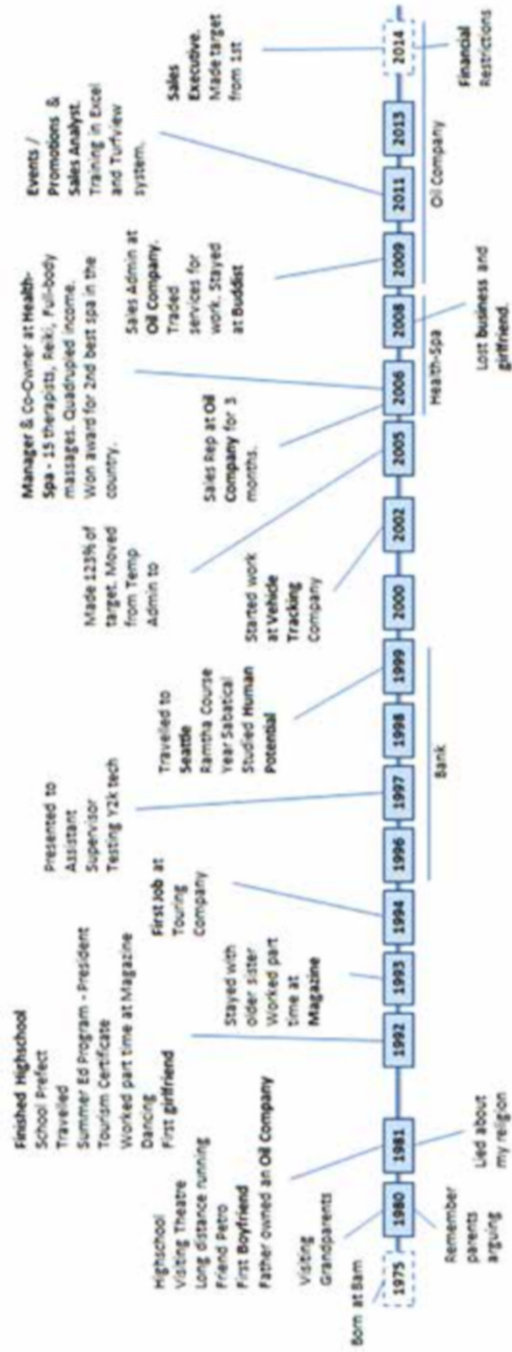 Born at 8am
Visiting
Grandparents
Highschool
Visiting Theatre
Long distance running
Friend Petro
First Boyfriend
Father owned an Oil Company
Finished Highschool
School Prefect
Travelled
Summer Ed Program - President
Tourism Certificate
Worked part time at Magazine
Dancing
First girlfriend
Stayed with
older sister
Worked part
time at
Magazine
First Job at
Touring
Company
Presented to
Assistant
Supervisor
Testing Y2k tech
Travelled to
Seattle
Ramtha Course
Year Sabatical
Studied Human
Potential
Started work
at Vehicle
Tracking
Company
Made 123% of
target. Moved
from Temp
Admin to
Sales Rep at Oil
Company for 3
months.
Manager & Co-Owner at Health-
Spa - 15 therapists, Reiki, Full-body
massages. Quadrupled income.
Won award for 2nd best spa in the
country.
Sales Admin at
Oil Company.
Traded
services for
work. Stayed
at Buddist
Events /
Promotions &
Sales Analyst.
Training in Excel
and Turfview
system.
Sales
Executive.
Made target
from 1st
1975
1980
1981
1992
1993
1994
1996
1997
1998
1999
2000
2002
2005
2006
2008
2009
2011
2013
2014
Remember
parents
arguing
Lied about
my religion
Bank
Health-Spa
Lost business and
girlfriend.
Oil Company
Financial
Restrictions